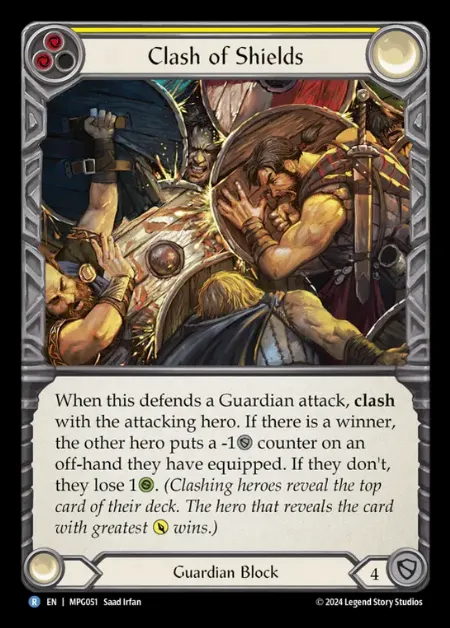 Clash of Shields
When this defends a Guardian attack, clash
with the attacking hero. If there is a winner,
the other hero puts a -1 counter on an
off-hand they have equipped. If they don't,
they lose 1. (Clashing heroes reveal the top
card of their deck. The hero that reveals the card
with greatest wins.)
Guardian Block
4
R EN | MPG051 Saad Irfan
© 2024 Legend Story Studios